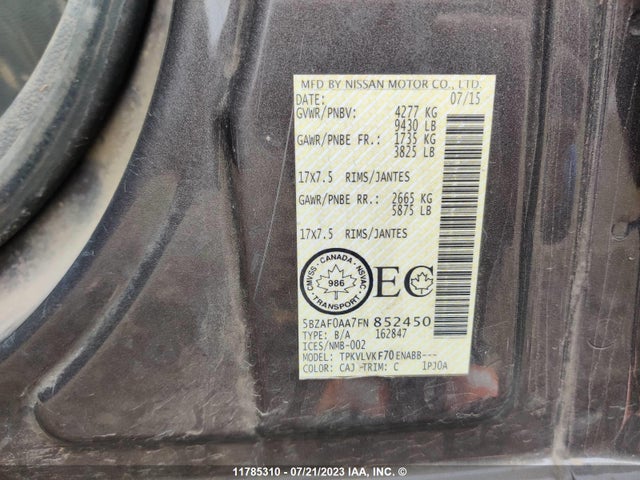 MFD BY NISSAN MOTOR CO., LTD.
DATE: 07/15
GVWR/PNBV: 4277 KG
9430 LB
GAWR/PNBE FR.: 1735 KG
3825 LB
17X7.5 RIMS/JANTES
GAWR/PNBE RR.: 2665 KG
5875 LB
17X7.5 RIMS/JANTES
CANADA
CMVSS NSVAC
986
TRANSPORT
EC
5BZAF0AA7FN 852450
TYPE: B/A 162847
ICES/NMB-002
MODEL: TPKVLVKF70ENABB---
COLOR: CAJ -TRIM: C 1PJOA
11785310 - 07/21/2023 IAA, INC. ©